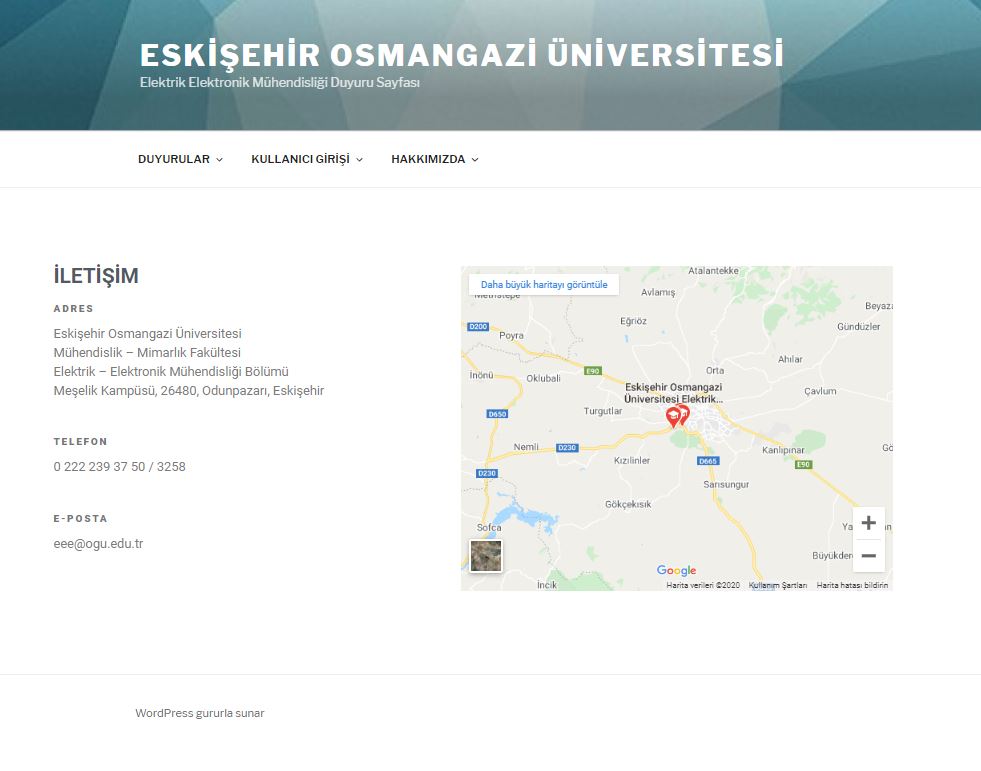 ESKİŞEHİR OSMANGAZİ ÜNİVERSİTESİ
Elektrik Elektronik Mühendisliği Duyuru Sayfası
DUYURULAR
KULLANICI GİRİŞİ
HAKKIMIZDA
İLETİŞİM
ADRES
Eskişehir Osmangazi Üniversitesi
Mühendislik – Mimarlık Fakültesi
Elektrik – Elektronik Mühendisliği Bölümü
Meşelik Kampüsü, 26480, Odunpazarı, Eskişehir
TELEFON
0 222 239 37 50 / 3258
E-POSTA
eee@ogu.edu.tr
Atalantekke
Daha büyük haritayı görüntüle
Avlamış
Beyaz
Eğriöz
Gündüzler
D200
Poyra
Ahılar
İnönü
Oklubalı
E90
Orta
Eskişehir Osmangazi
Üniversitesi Elektrik...
Çavlum
D650
Turgutlar
Nemli
D230
Kanlıpınar
Kızılinler
D665
E90
D230
Sarısungur
Gökçekısık
Sofca
Büyükder
İncik
Google
Harita verileri ©2020
Kullanım Şartları
Harita hatası bildirin
WordPress gururla sunar